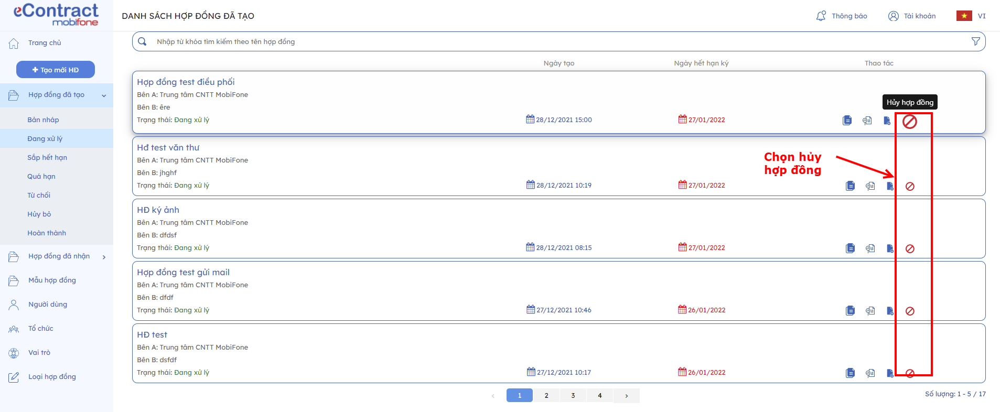 eContract
mobifone
DANH SÁCH HỢP ĐỒNG ĐÃ TẠO
Thông báo
Tài khoản
VI
Trang chủ
Tạo mới HĐ
Hợp đồng đã tạo
Bản nháp
Đang xử lý
Sắp hết hạn
Quá hạn
Từ chối
Hủy bỏ
Hoàn thành
Hợp đồng đã nhận
Mẫu hợp đồng
Người dùng
Tổ chức
Vai trò
Loại hợp đồng
Nhập từ khóa tìm kiếm theo tên hợp đồng
Ngày tạo Ngày hết hạn ký Thao tác
Hợp đồng test điều phối
Bên A: Trung tâm CNTT MobiFone
Hủy hợp đồng
Bên B: êre
Trạng thái: Đang xử lý 28/12/2021 15:00 27/01/2022
Hđ test văn thư
Bên A: Trung tâm CNTT MobiFone
Bên B: jhghf
Trạng thái: Đang xử lý 28/12/2021 10:19 27/01/2022
Chọn hủy
hợp đồng
HĐ ký ảnh
Bên A: Trung tâm CNTT MobiFone
Bên B: dfdsf
Trạng thái: Đang xử lý 28/12/2021 08:15 27/01/2022
Hợp đồng test gửi mail
Bên A: Trung tâm CNTT MobiFone
Bên B: dfdf
Trạng thái: Đang xử lý 27/12/2021 10:46 26/01/2022
HĐ test
Bên A: Trung tâm CNTT MobiFone
Bên B: dsfdf
Trạng thái: Đang xử lý 27/12/2021 10:17 26/01/2022
‹ 1 2 3 4 ›
Số lượng: 1 - 5 / 17